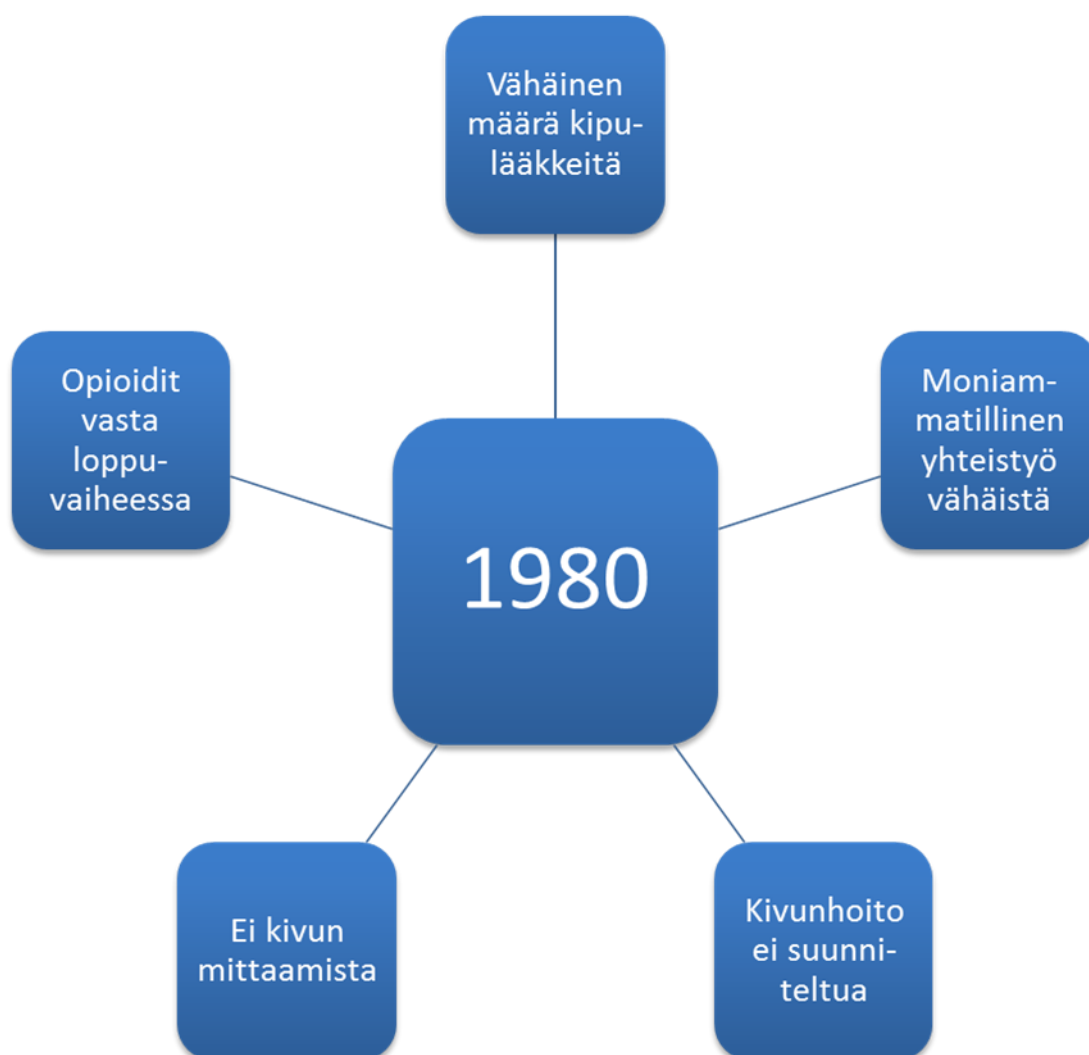 Vähäinen
määrä kipu-
lääkkeitä
Opioidit
vasta
loppu-
vaiheessa
Moniam-
matillinen
yhteistyö
vähäistä
1980
Ei kivun
mittaamista
Kivunhoito
ei suunni-
teltua